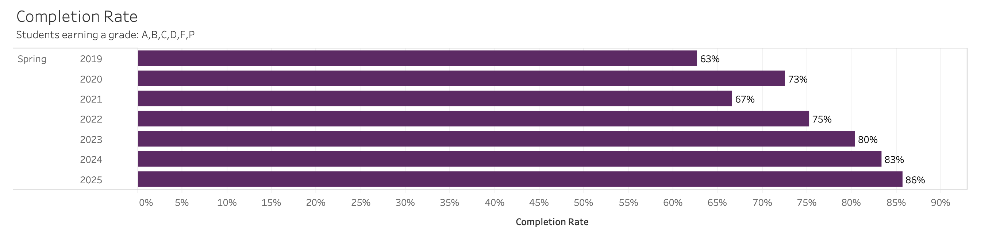 Completion Rate
Students earning a grade: A,B,C,D,F,P
Spring 2019 63%
2020 73%
2021 67%
2022 75%
2023 80%
2024 83%
2025 86%
0% 5% 10% 15% 20% 25% 30% 35% 40% 45% 50% 55% 60% 65% 70% 75% 80% 85% 90%
Completion Rate